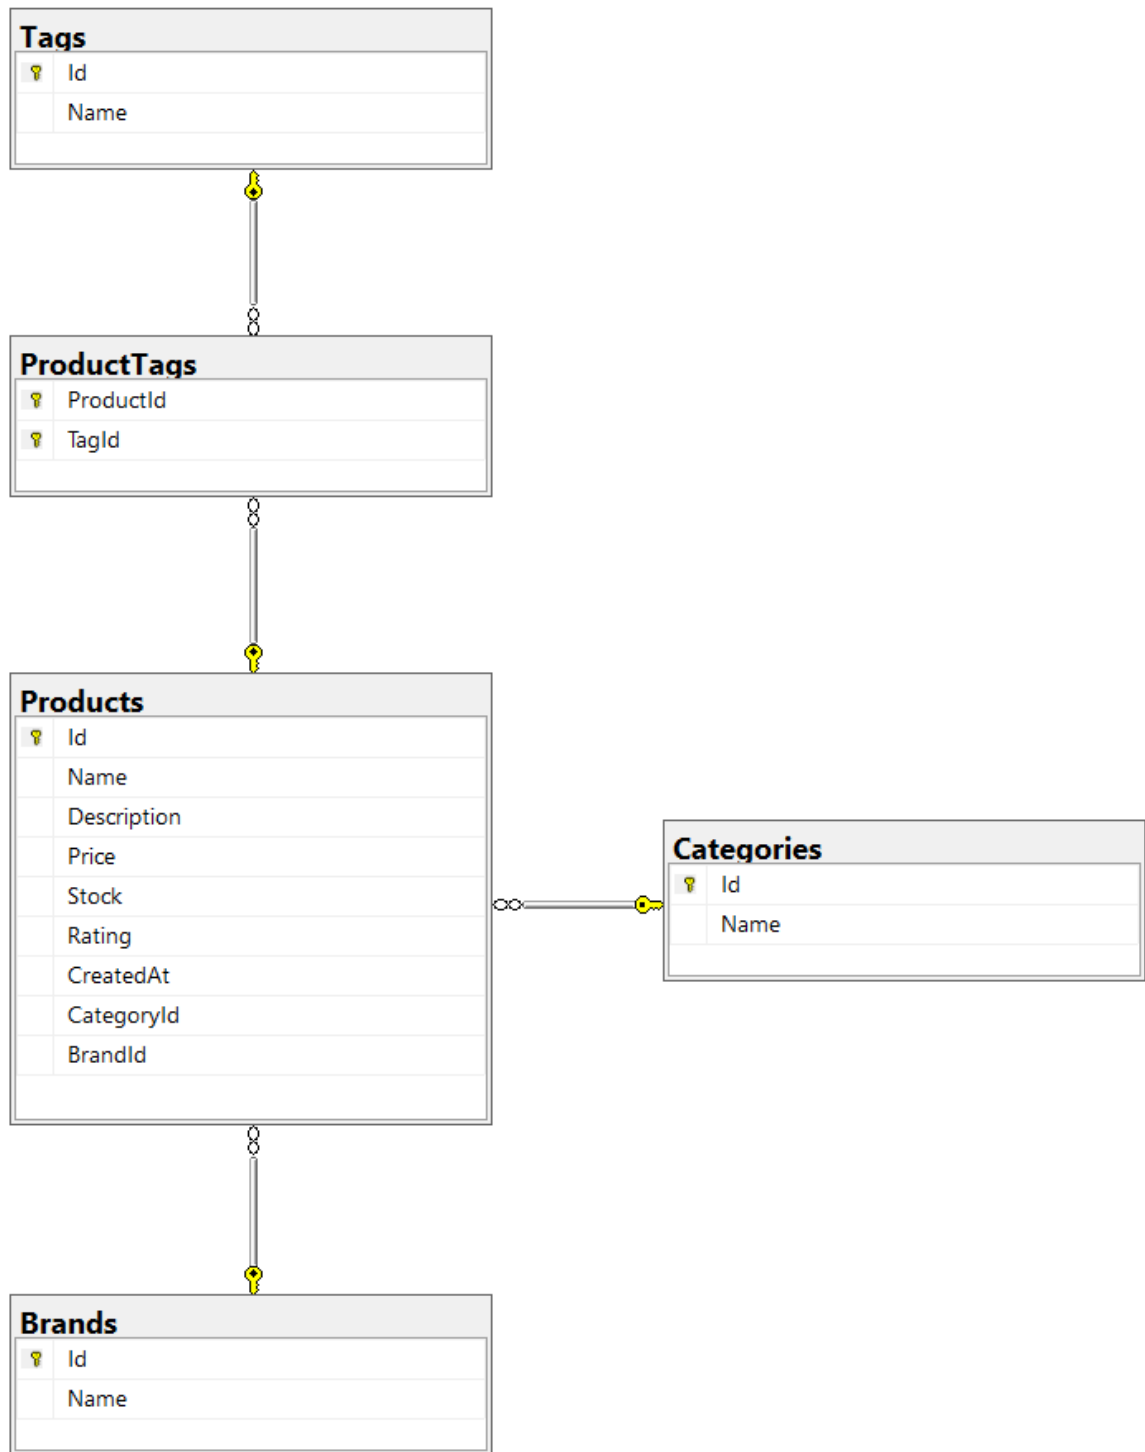 Tags
Id
Name
ProductTags
ProductId
TagId
Products
Id
Name
Description
Price
Stock
Rating
CreatedAt
CategoryId
BrandId
Categories
Id
Name
Brands
Id
Name